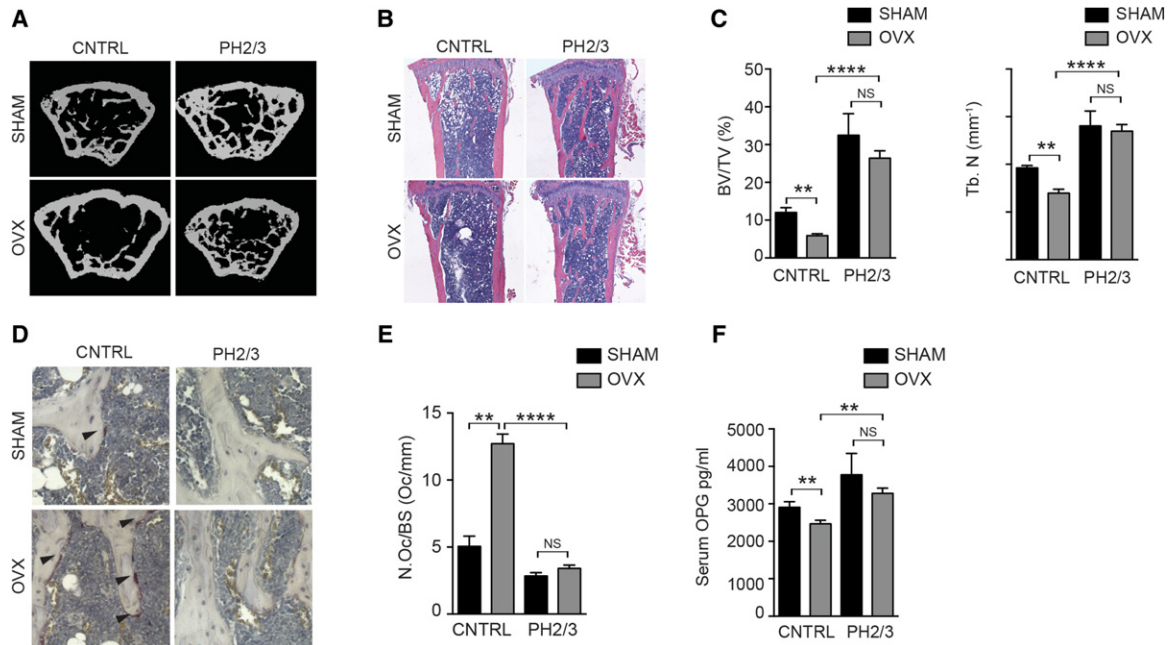 A
CNTRL PH2/3
SHAM
OVX
B
CNTRL PH2/3
SHAM
OVX
C
SHAM
OVX
****
NS
**
50
40
30
20
10
0
BV/TV (%)
CNTRL PH2/3
SHAM
OVX
****
NS
**
Tb. N (mm-1)
CNTRL PH2/3
D
CNTRL PH2/3
SHAM
OVX
E
SHAM
OVX
** ****
NS
15
10
5
0
N.Oc/BS (Oc/mm)
CNTRL PH2/3
F
SHAM
OVX
**
NS
**
5000
4000
3000
2000
1000
0
Serum OPG pg/ml
CNTRL PH2/3